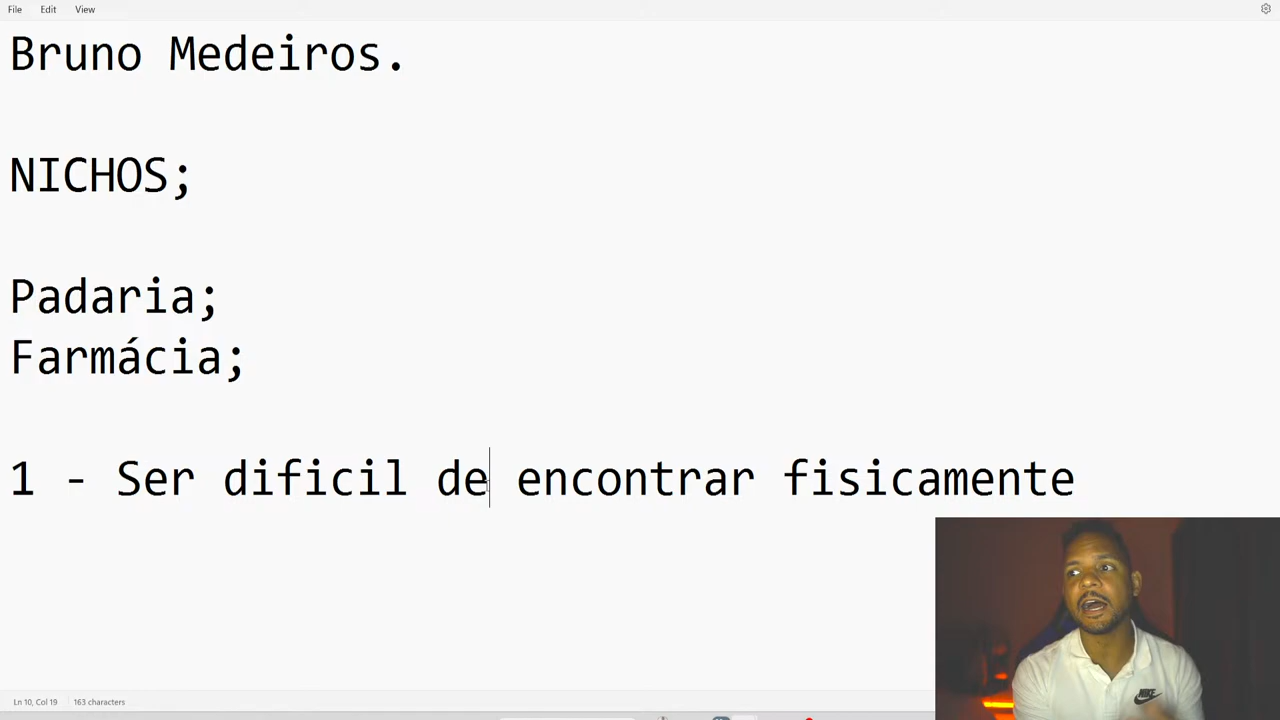 File Edit View
Bruno Medeiros.
NICHOS;
Padaria;
Farmácia;
1 - Ser dificil de encontrar fisicamente
NIKE
Ln 10, Col 19 163 characters